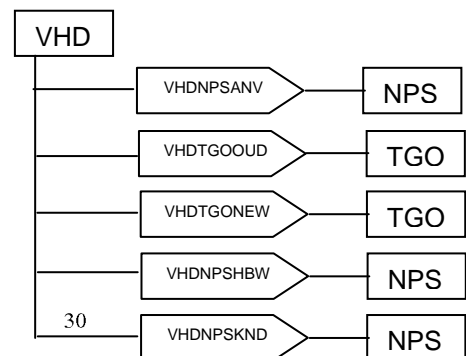 VHD
VHDNPSANV NPS
VHDTGOOUD TGO
VHDTGONEW TGO
VHDNPSHBW NPS
30 VHDNPSKND NPS